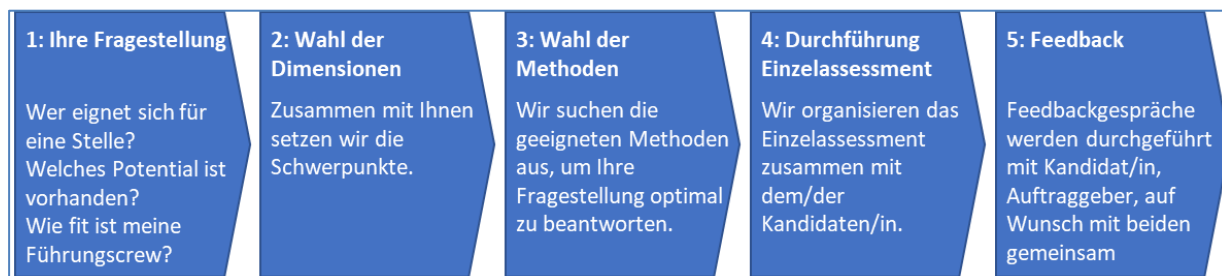 1: Ihre Fragestellung
Wer eignet sich für
eine Stelle?
Welches Potential ist
vorhanden?
Wie fit ist meine
Führungscrew?
2: Wahl der
Dimensionen
Zusammen mit Ihnen
setzen wir die
Schwerpunkte.
3: Wahl der
Methoden
Wir suchen die
geeigneten Methoden
aus, um Ihre
Fragestellung optimal
zu beantworten.
4: Durchführung
Einzelassessment
Wir organisieren das
Einzelassessment
zusammen mit
dem/der
Kandidaten/in.
5: Feedback
Feedbackgespräche
werden durchgeführt
mit Kandidat/in,
Auftraggeber, auf
Wunsch mit beiden
gemeinsam